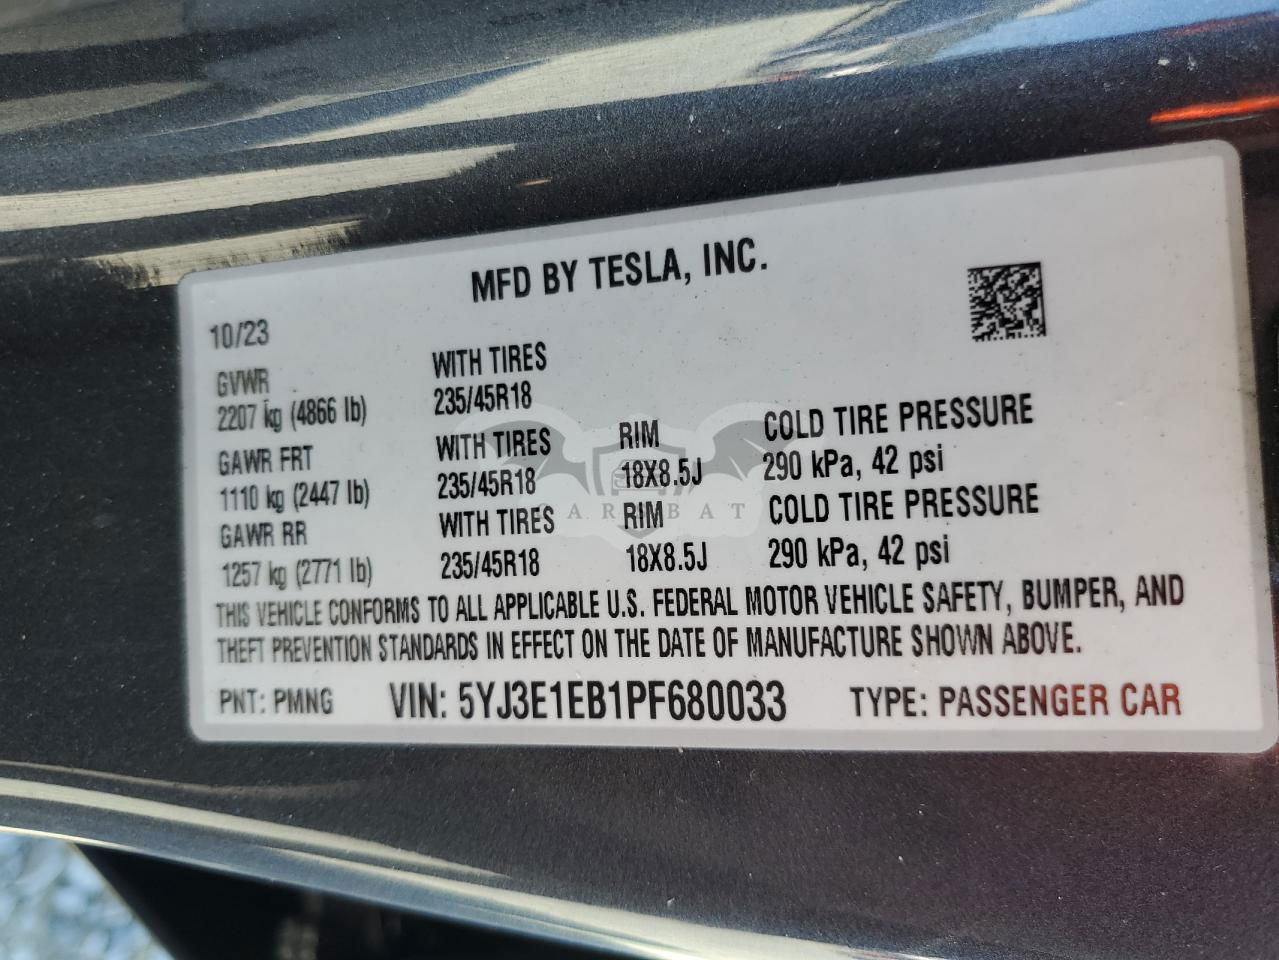 MFD BY TESLA, INC.
10/23
GVWR WITH TIRES
2207 kg (4866 lb) 235/45R18
GAWR FRT WITH TIRES RIM COLD TIRE PRESSURE
1110 kg (2447 lb) 235/45R18 18X8.5J 290 kPa, 42 psi
GAWR RR WITH TIRES RIM COLD TIRE PRESSURE
1257 kg (2771 lb) 235/45R18 18X8.5J 290 kPa, 42 psi
THIS VEHICLE CONFORMS TO ALL APPLICABLE U.S. FEDERAL MOTOR VEHICLE SAFETY, BUMPER, AND
THEFT PREVENTION STANDARDS IN EFFECT ON THE DATE OF MANUFACTURE SHOWN ABOVE.
PNT: PMNG VIN: 5YJ3E1EB1PF680033 TYPE: PASSENGER CAR